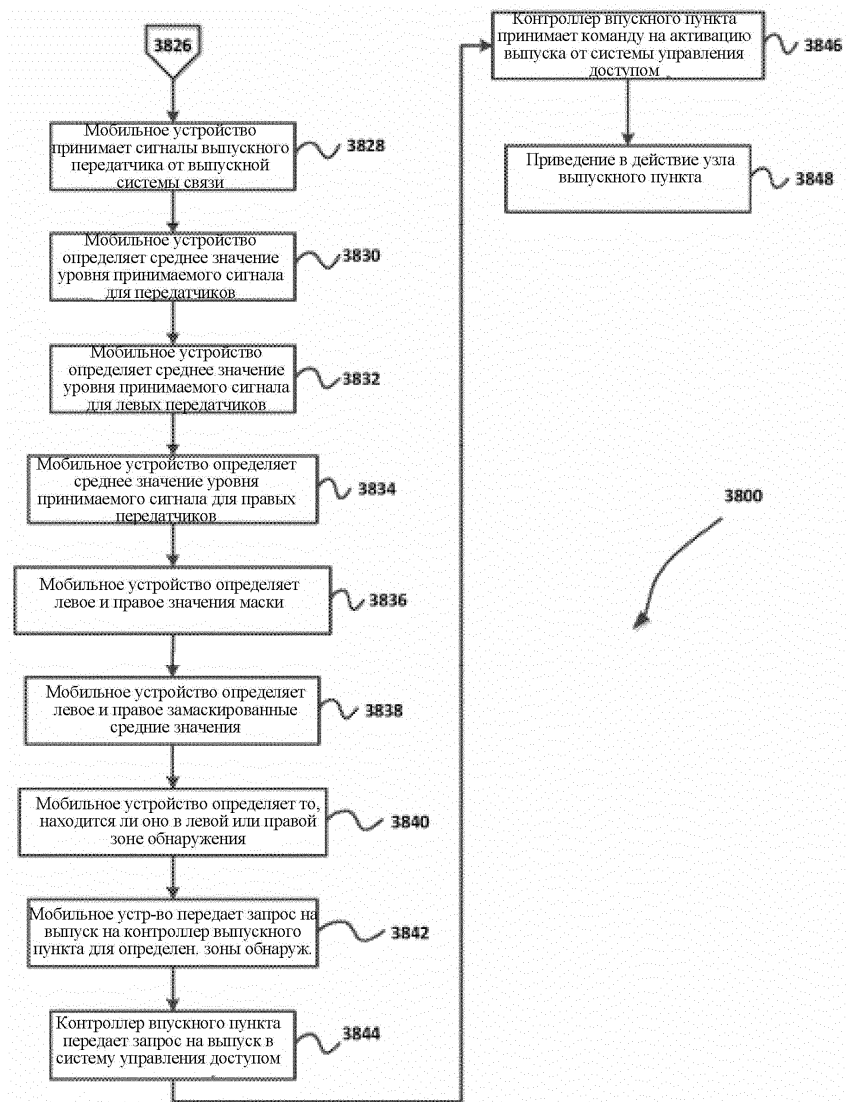 3826
Мобильное устройство
принимает сигналы выпускного
передатчика от выпускной
системы связи
3828
Мобильное устройство
определяет среднее значение
уровня принимаемого сигнала
для передатчиков
3830
Мобильное устройство
определяет среднее значение
уровня принимаемого сигнала
для левых передатчиков
3832
Мобильное устройство определяет
среднее значение уровня
принимаемого сигнала для правых
передатчиков
3834
Мобильное устройство определяет
левое и правое значения маски
3836
Мобильное устройство определяет
левое и правое замаскированные
средние значения
3838
Мобильное устройство определяет то,
находится ли оно в левой или правой
зоне обнаружения
3840
Мобильное устр-во передает запрос на
выпуск на контроллер выпускного
пункта для определен. зоны обнаруж.
3842
Контроллер впускного пункта
передает запрос на выпуск в
систему управления доступом
3844
Контроллер впускного пункта
принимает команду на активацию
выпуска от системы управления
доступом
3846
Приведение в действие узла
выпускного пункта
3848
3800